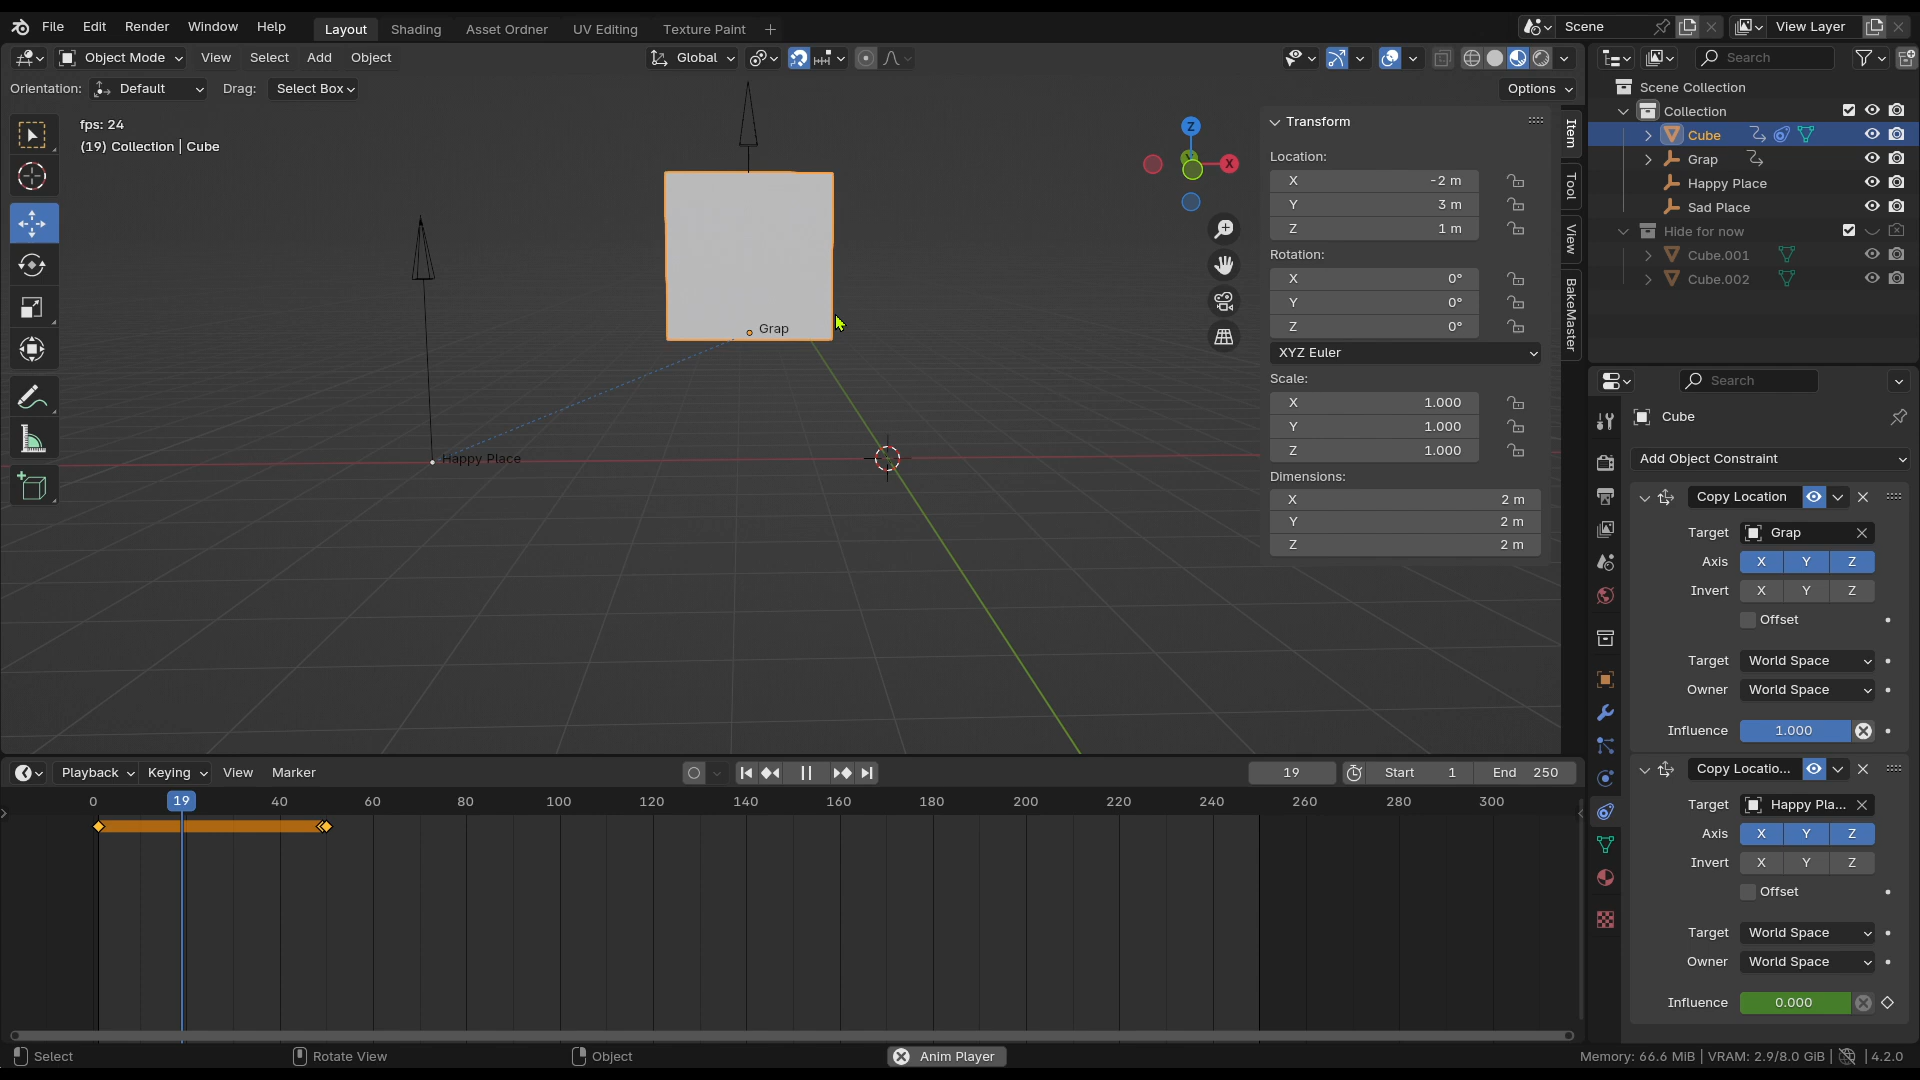 File Edit Render Window Help Layout Shading Asset Ordner UV Editing Texture Paint + Scene View Layer
Object Mode View Select Add Object Global Search
Orientation: Default Drag: Select Box Options
fps: 24
(19) Collection | Cube
Grap
Happy Place
Z
Y
X
Transform
Location:
X -2 m
Y 3 m
Z 1 m
Rotation:
X 0°
Y 0°
Z 0°
XYZ Euler
Scale:
X 1.000
Y 1.000
Z 1.000
Dimensions:
X 2 m
Y 2 m
Z 2 m
Item
Tool
View
BakeMaster
Scene Collection
Collection
Cube
Grap
Happy Place
Sad Place
Hide for now
Cube.001
Cube.002
Search
Cube
Add Object Constraint
Copy Location
Target Grap
Axis X Y Z
Invert X Y Z
Offset
Target World Space
Owner World Space
Influence 1.000
Copy Locatio...
Target Happy Pla...
Axis X Y Z
Invert X Y Z
Offset
Target World Space
Owner World Space
Influence 0.000
Playback Keying View Marker 19 Start 1 End 250
0 19 40 60 80 100 120 140 160 180 200 220 240 260 280 300
Select Rotate View Object Anim Player Memory: 66.6 MiB | VRAM: 2.9/8.0 GiB | 4.2.0